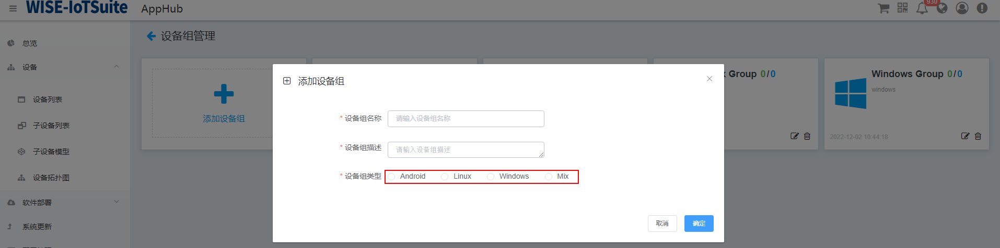 WISE-IoTSuite AppHub
930
总览
设备
设备列表
子设备列表
子设备模型
设备拓扑图
软件部署
系统更新
设备组管理
添加设备组
x Group 0/0
Windows Group 0/0
windows
2022-12-02 10:44:18
添加设备组
* 设备组名称 请输入设备组名称
* 设备组描述 请输入设备组描述
* 设备组类型 Android Linux Windows Mix
取消 确定